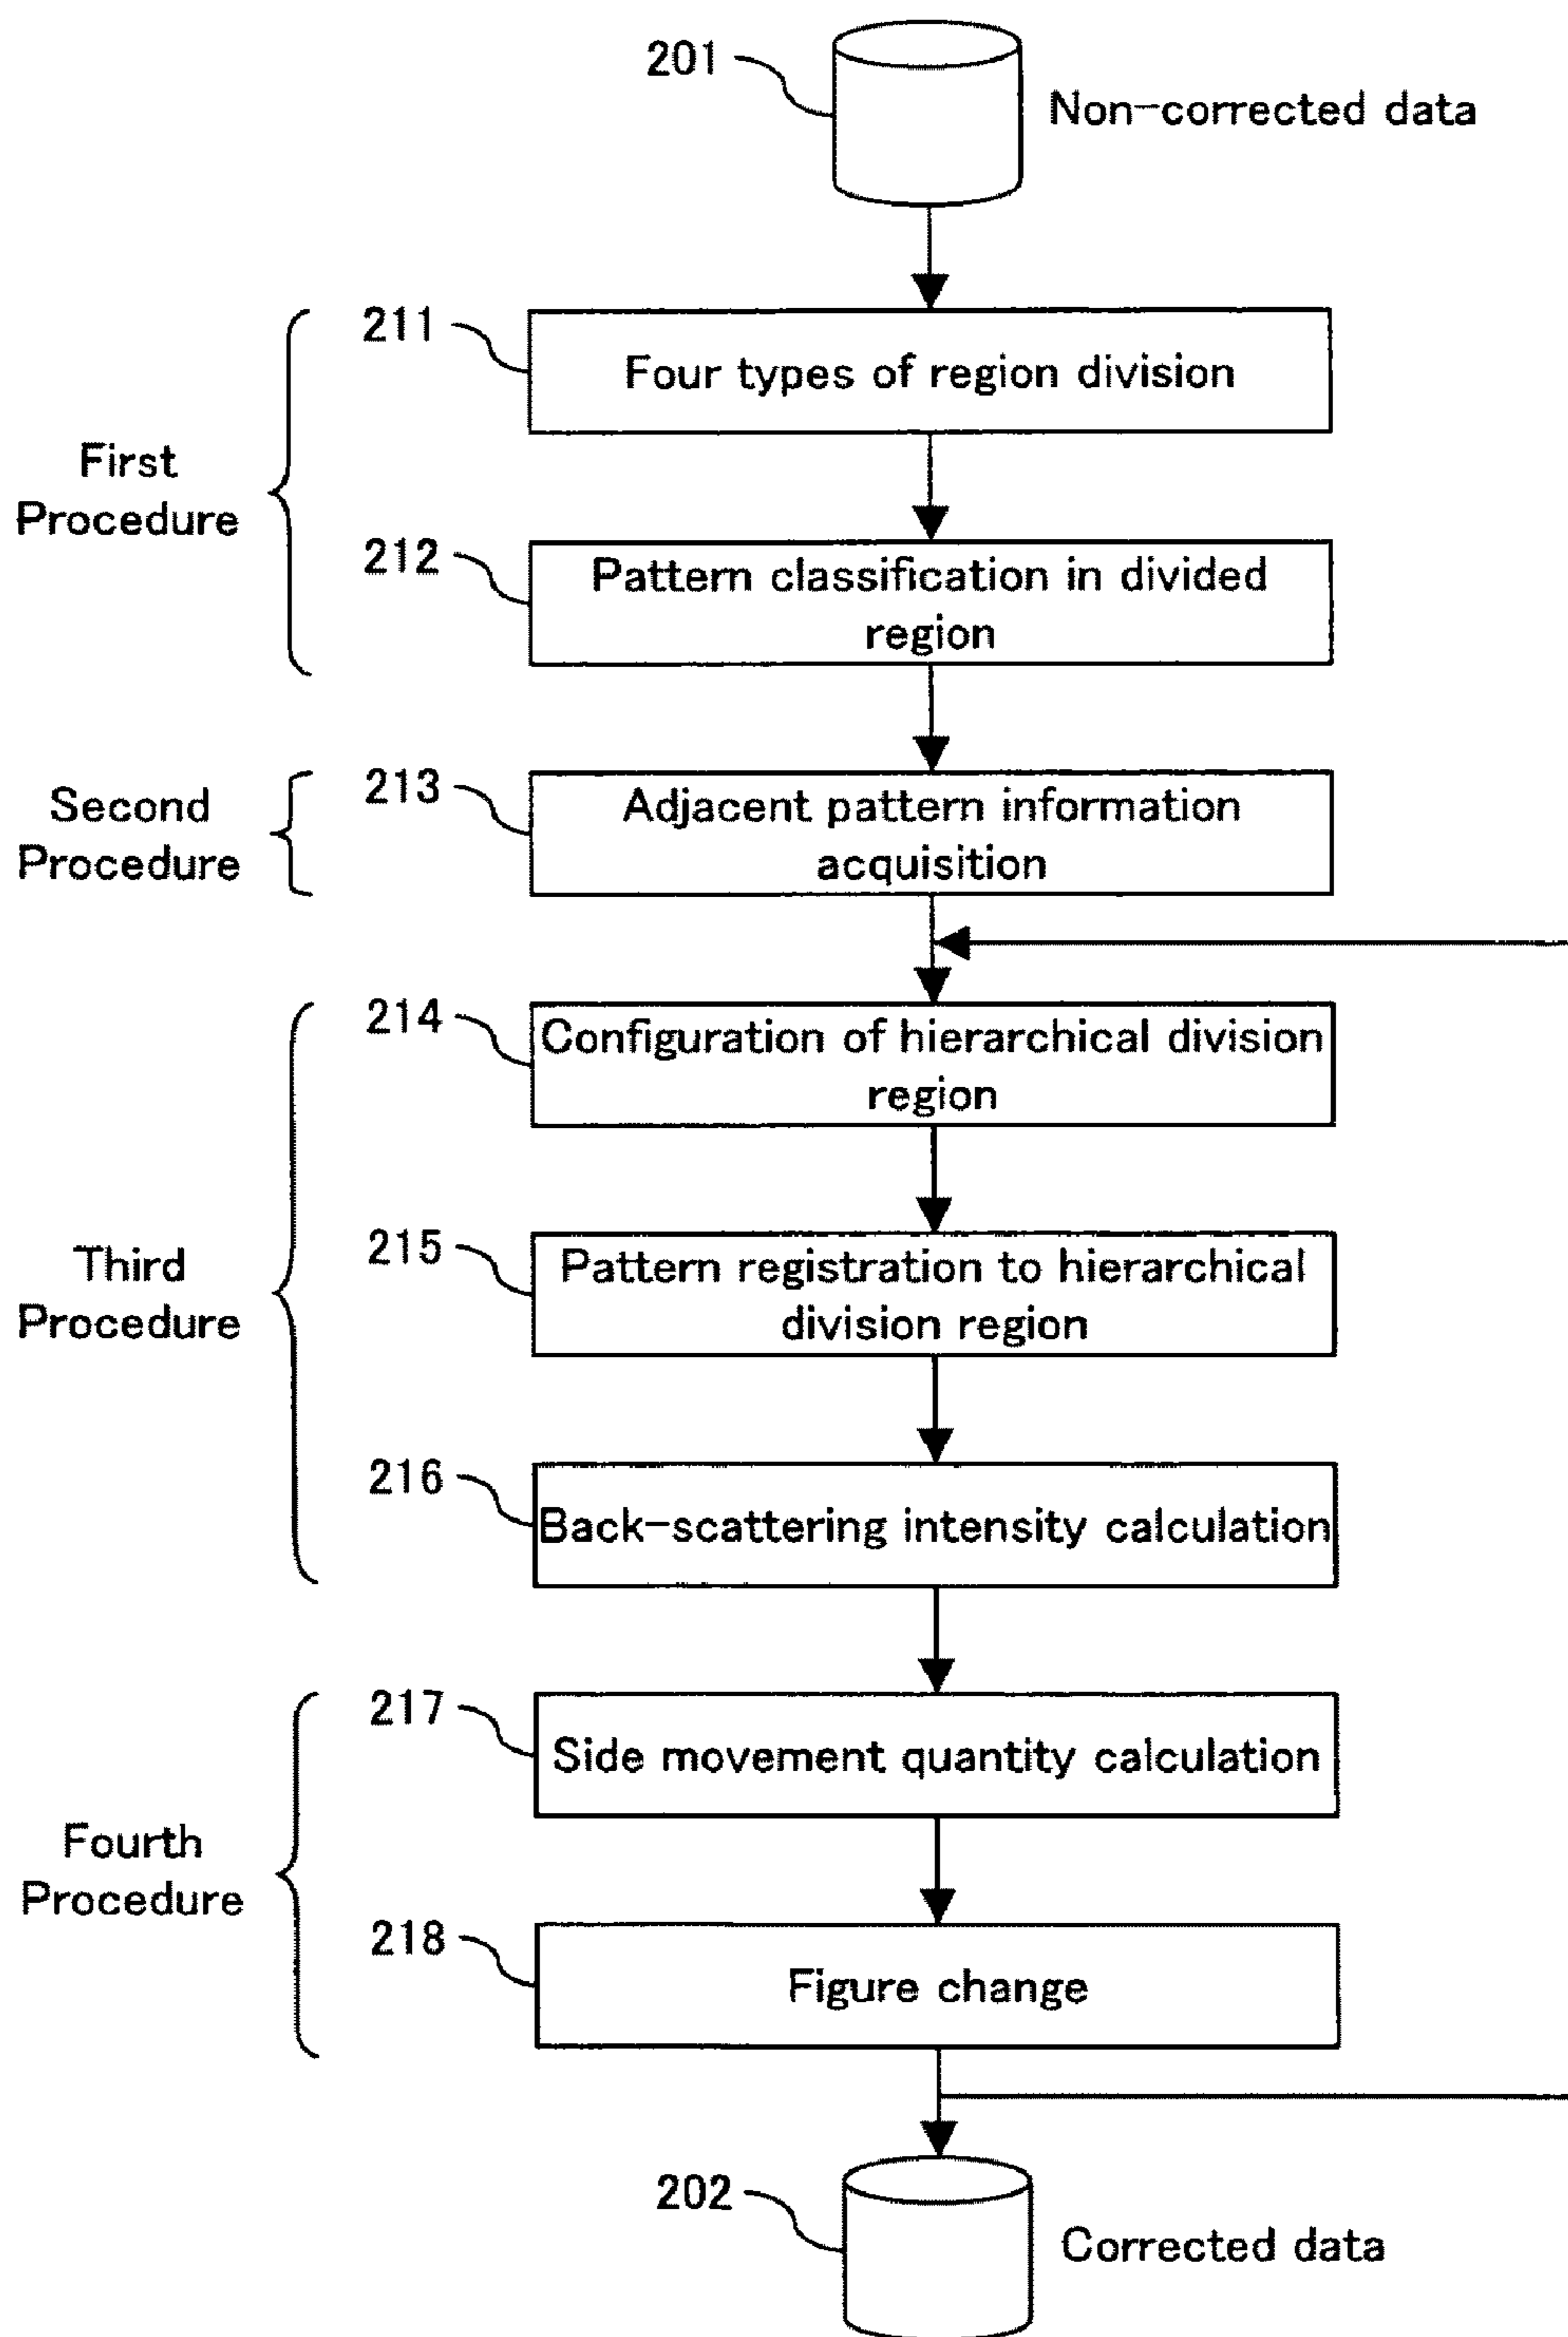 201
Non-corrected data
211
Four types of region division
First
Procedure
212
Pattern classification in divided
region
Second
Procedure
213
Adjacent pattern information
acquisition
214
Configuration of hierarchical division
region
Third
Procedure
215
Pattern registration to hierarchical
division region
216
Back-scattering intensity calculation
217
Side movement quantity calculation
Fourth
Procedure
218
Figure change
202
Corrected data